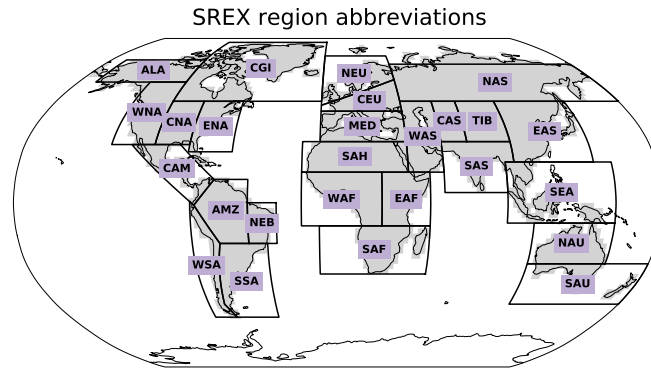 SREX region abbreviations
ALA
CGI
NEU
NAS
CEU
WNA
CNA
ENA
MED
WAS
CAS
TIB
EAS
SAH
SAS
CAM
SEA
WAF
EAF
AMZ
NEB
NAU
SAF
WSA
SSA
SAU